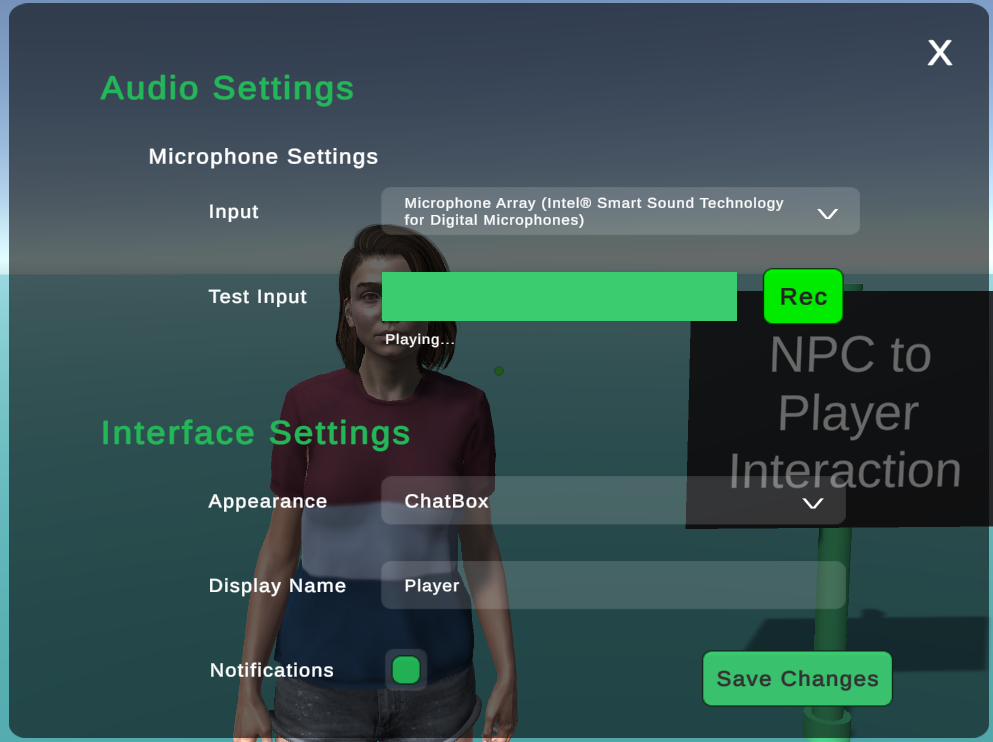 X
Audio Settings
Microphone Settings
Input
Microphone Array (Intel® Smart Sound Technology
for Digital Microphones)
Test Input
Rec
Playing...
NPC to
Player
Interaction
Interface Settings
Appearance
ChatBox
Display Name
Player
Notifications
Save Changes